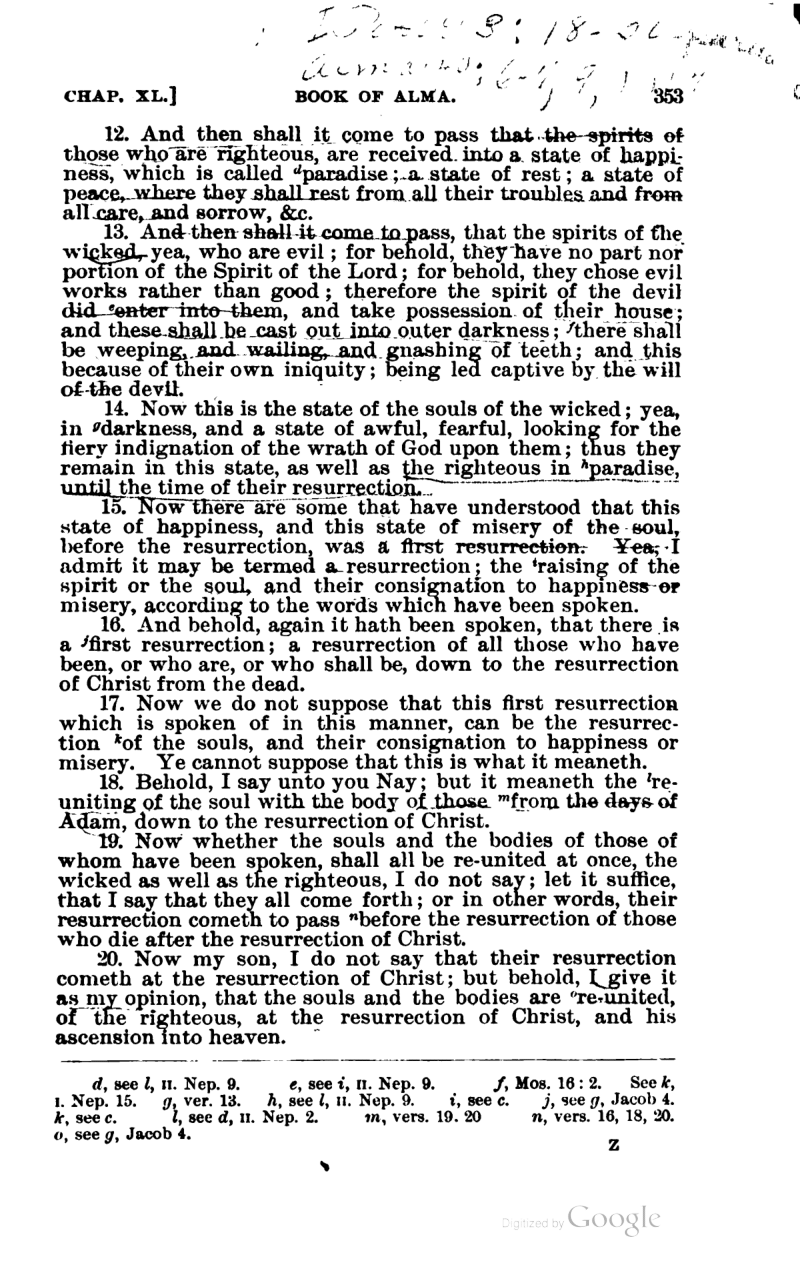 3: 18-
CHAP. XL.] BOOK OF ALMA. 353
12. And then shall it come to pass that the spirits of
those who are righteous, are received into a state of happi-
ness, which is called dparadise; a state of rest; a state of
peace, where they shall rest from all their troubles and from
all care, and sorrow, &c.
13. And then shall it come to pass, that the spirits of the
wicked, yea, who are evil; for behold, they have no part nor
portion of the Spirit of the Lord; for behold, they chose evil
works rather than good; therefore the spirit of the devil
did eenter into them, and take possession of their house;
and these shall be cast out into outer darkness; fthere shall
be weeping, and wailing, and gnashing of teeth; and this
because of their own iniquity; being led captive by the will
of the devil.
14. Now this is the state of the souls of the wicked; yea,
in gdarkness, and a state of awful, fearful, looking for the
fiery indignation of the wrath of God upon them; thus they
remain in this state, as well as the righteous in hparadise,
until the time of their resurrection.
15. Now there are some that have understood that this
state of happiness, and this state of misery of the soul,
before the resurrection, was a first resurrection. Yea, I
admit it may be termed a resurrection; the iraising of the
spirit or the soul, and their consignation to happiness or
misery, according to the words which have been spoken.
16. And behold, again it hath been spoken, that there is
a jfirst resurrection; a resurrection of all those who have
been, or who are, or who shall be, down to the resurrection
of Christ from the dead.
17. Now we do not suppose that this first resurrection
which is spoken of in this manner, can be the resurrec-
tion kof the souls, and their consignation to happiness or
misery. Ye cannot suppose that this is what it meaneth.
18. Behold, I say unto you Nay; but it meaneth the lre-
uniting of the soul with the body of those mfrom the days of
Adam, down to the resurrection of Christ.
19. Now whether the souls and the bodies of those of
whom have been spoken, shall all be re-united at once, the
wicked as well as the righteous, I do not say; let it suffice,
that I say that they all come forth; or in other words, their
resurrection cometh to pass nbefore the resurrection of those
who die after the resurrection of Christ.
20. Now my son, I do not say that their resurrection
cometh at the resurrection of Christ; but behold, I give it
as my opinion, that the souls and the bodies are ore-united,
of the righteous, at the resurrection of Christ, and his
ascension into heaven.
d, see l, II. Nep. 9. e, see i, II. Nep. 9. f, Mos. 16: 2. See k,
I. Nep. 15. g, ver. 13. h, see l, II. Nep. 9. i, see c. j, see g, Jacob 4.
k, see c. l, see d, II. Nep. 2. m, vers. 19. 20 n, vers. 16, 18, 20.
o, see g, Jacob 4.
Z
Digitized by Google